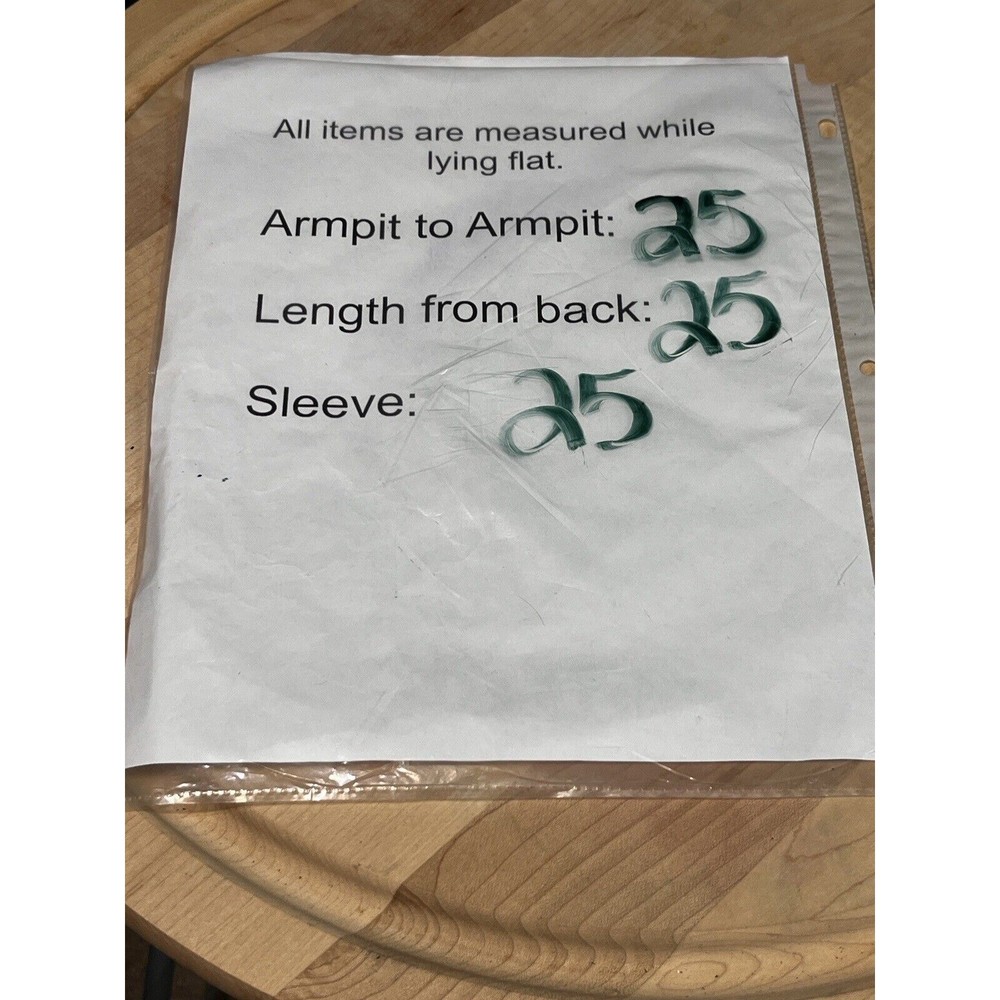 All items are measured while
lying flat.
Armpit to Armpit: 25
Length from back: 25
Sleeve: 25